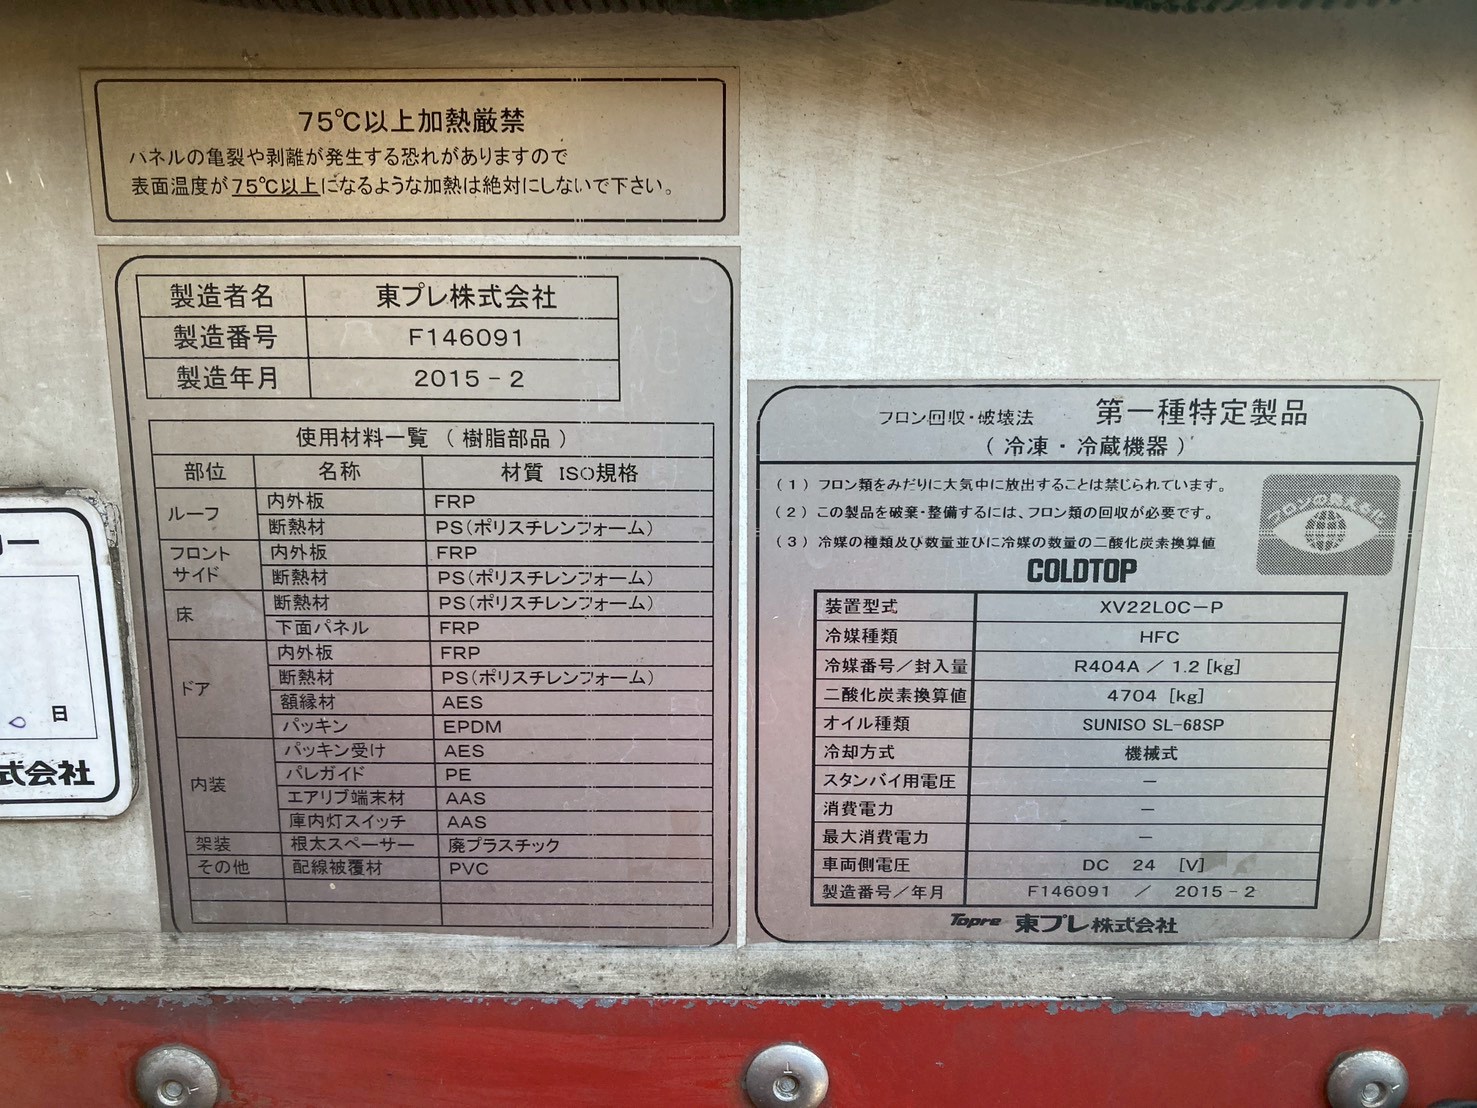 75℃以上加熱厳禁
パネルの亀裂や剥離が発生する恐れがありますので
表面温度が75℃以上になるような加熱は絶対にしないで下さい。
製造者名 東プレ株式会社
製造番号 F146091
製造年月 2015-2
使用材料一覧（樹脂部品）
部位 名称 材質 ISO規格
ルーフ 内外板 FRP
断熱材 PS(ポリスチレンフォーム)
フロント サイド 内外板 FRP
断熱材 PS(ポリスチレンフォーム)
床 断熱材 PS(ポリスチレンフォーム)
下面パネル FRP
ドア 内外板 FRP
断熱材 PS(ポリスチレンフォーム)
額縁材 AES
パッキン EPDM
内装 パッキン受け AES
パレガイド PE
エアリブ端末材 AAS
庫内灯スイッチ AAS
架装 根太スペーサー 廃プラスチック
その他 配線被覆材 PVC
フロン回収・破壊法 第一種特定製品
（冷凍・冷蔵機器）
(1) フロン類をみだりに大気中に放出することは禁じられています。
(2) この製品を破棄・整備するには、フロン類の回収が必要です。
(3) 冷媒の種類及び数量並びに冷媒の数量の二酸化炭素換算値
フロンの見える化
COLDTOP
装置型式 XV22L0C-P
冷媒種類 HFC
冷媒番号／封入量 R404A ／ 1.2 [kg]
二酸化炭素換算値 4704 [kg]
オイル種類 SUNISO SL-68SP
冷却方式 機械式
スタンバイ用電圧 －
消費電力 －
最大消費電力 －
車両側電圧 DC 24 [V]
製造番号／年月 F146091 ／ 2015-2
Topre 東プレ株式会社
ー
日
式会社